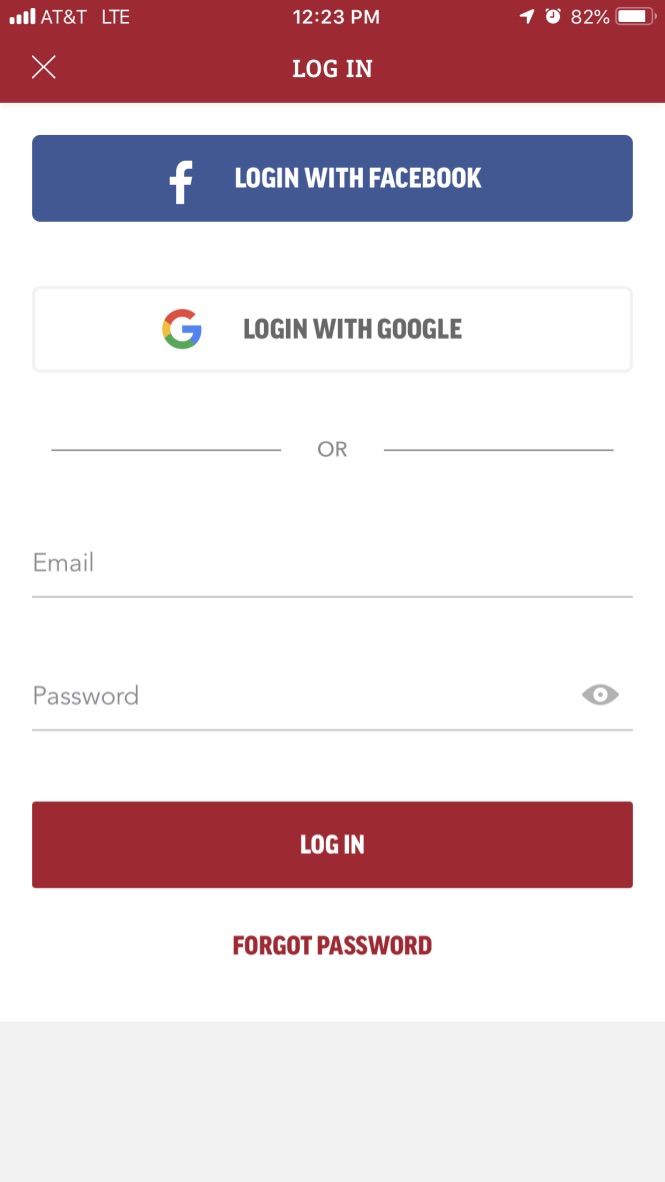 AT&T LTE 12:23 PM 82%
LOG IN
LOGIN WITH FACEBOOK
LOGIN WITH GOOGLE
OR
Email
Password
LOG IN
FORGOT PASSWORD